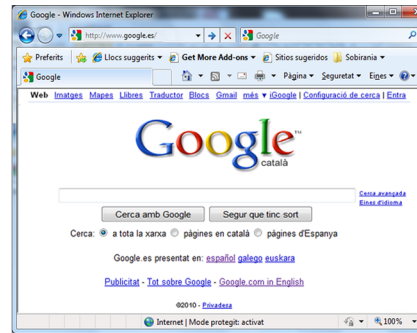 Google - Windows Internet Explorer
http://www.google.es/
Google
Preferits Llocs suggerits Get More Add-ons Sitios sugeridos Sobirania
Google Pàgina Seguretat Eines
Web Imatges Mapes Llibres Traductor Blocs Gmail més ▼ iGoogle | Configuració de cerca | Entra
Google™
català
Cerca avançada
Eines d'idioma
Cerca amb Google Segur que tinc sort
Cerca: a tota la xarxa pàgines en català pàgines d'Espanya
Google.es presentat en: español galego euskara
Publicitat - Tot sobre Google - Google.com in English
©2010 - Privadesa
Internet | Mode protegit: activat 100%